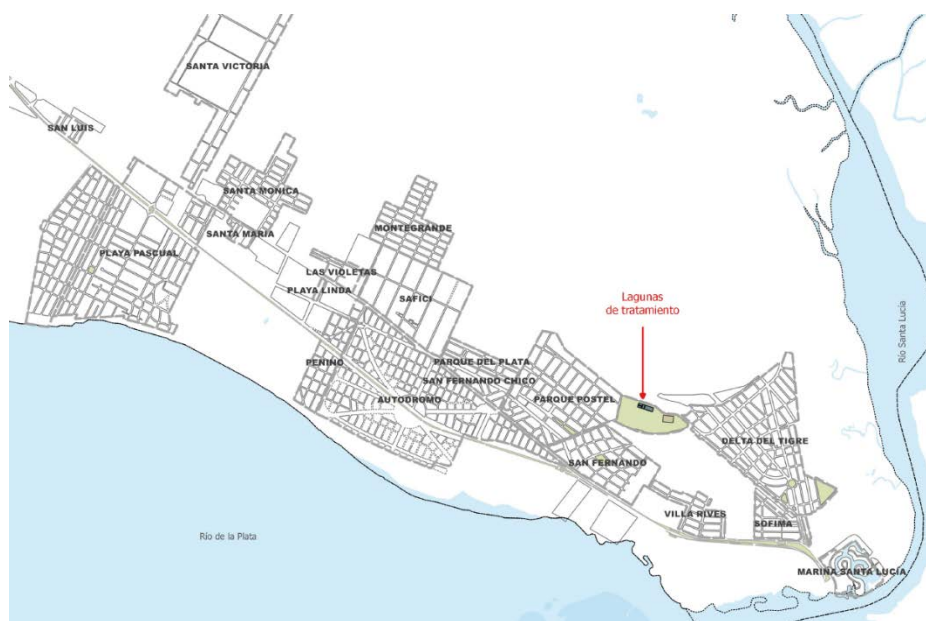 SANTA VICTORIA
SAN LUIS
SANTA MONICA
MONTEGRANDE
SANTA MARIA
PLAYA PASCUAL
LAS VIOLETAS
PLAYA LINDA
SAFICI
Lagunas
de tratamiento
Río Santa Lucía
PENINO
PARQUE DEL PLATA
SAN FERNANDO CHICO
AUTODROMO
PARQUE POSTEL
DELTA DEL TIGRE
SAN FERNANDO
VILLA RIVES
SOFIMA
Río de la Plata
MARINA SANTA LUCÍA